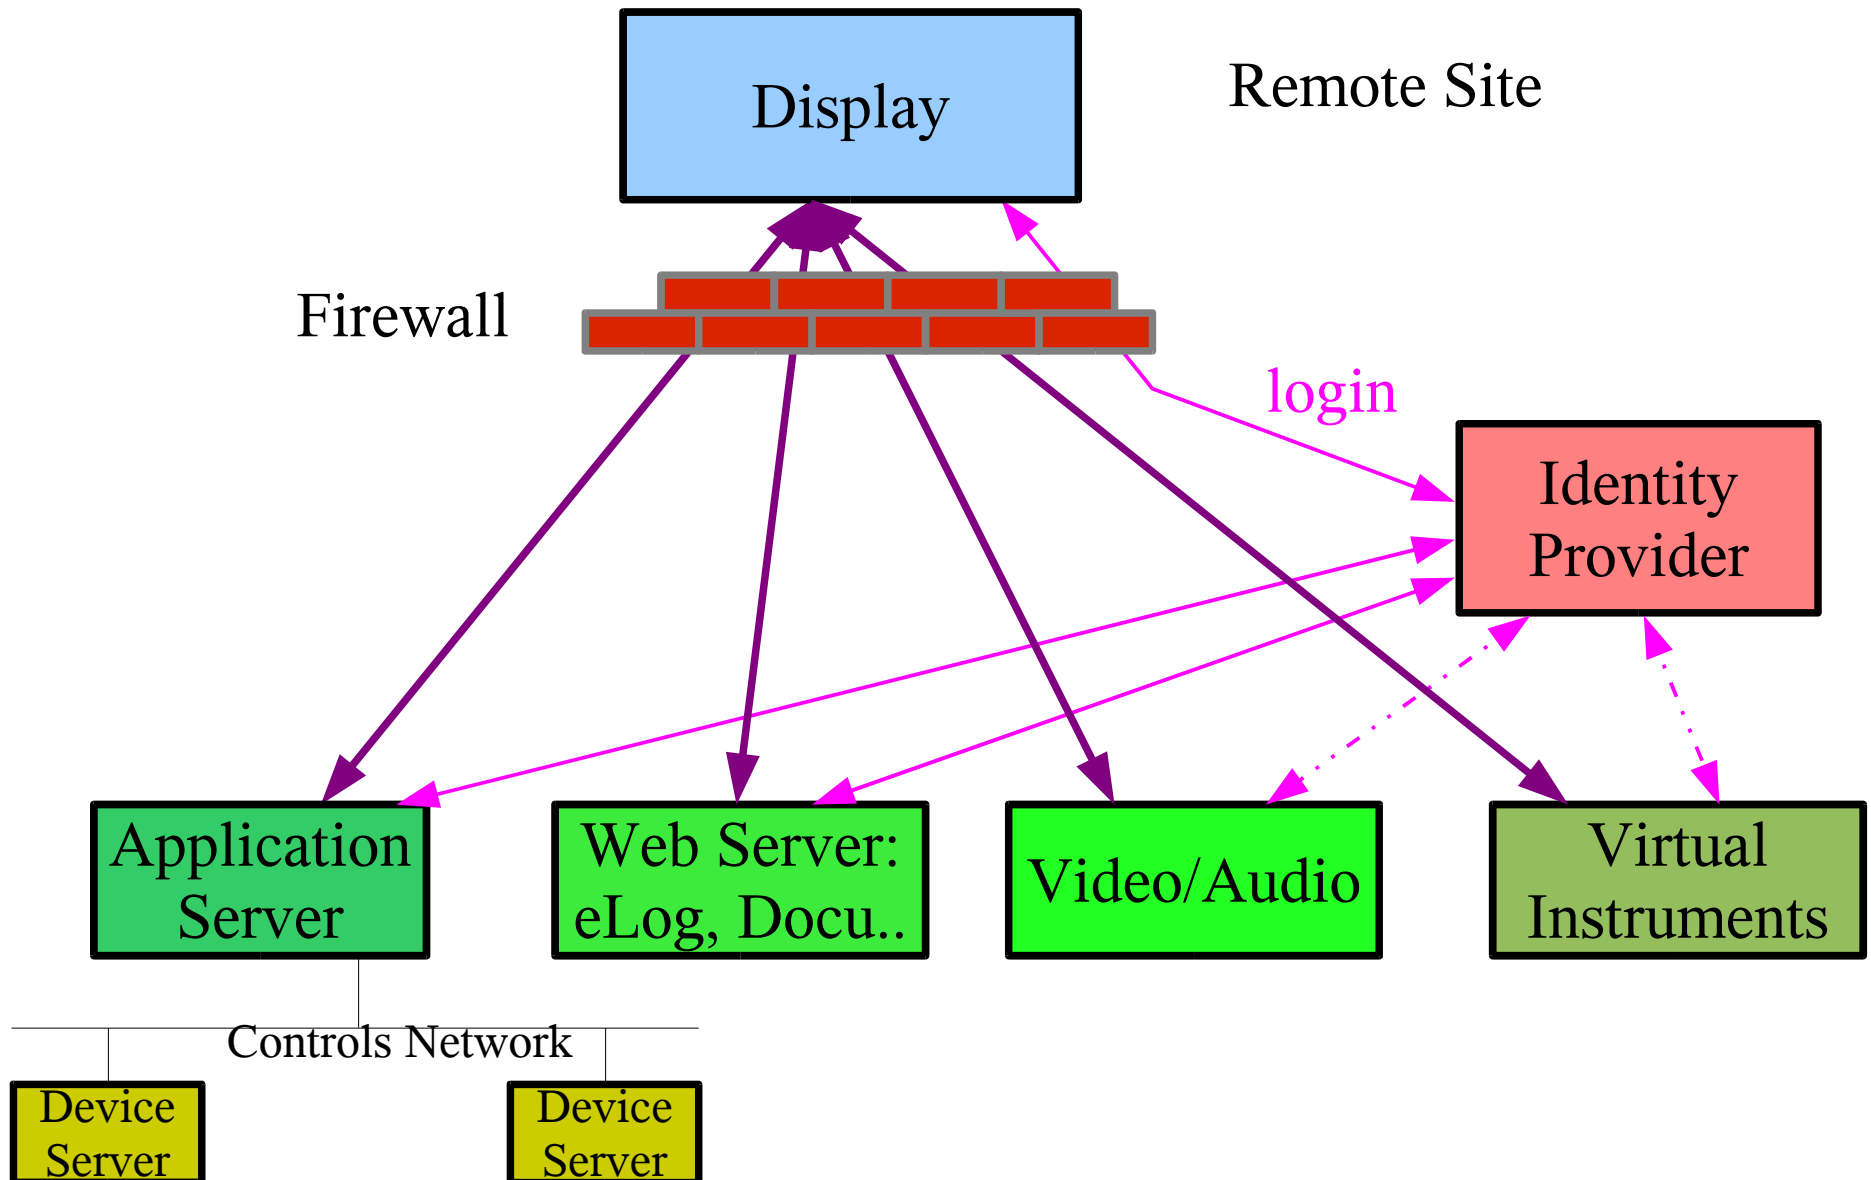 Display
Remote Site
Firewall
login
Identity
Provider
Application
Server
Web Server:
eLog, Docu..
Video/Audio
Virtual
Instruments
Controls Network
Device
Server
Device
Server